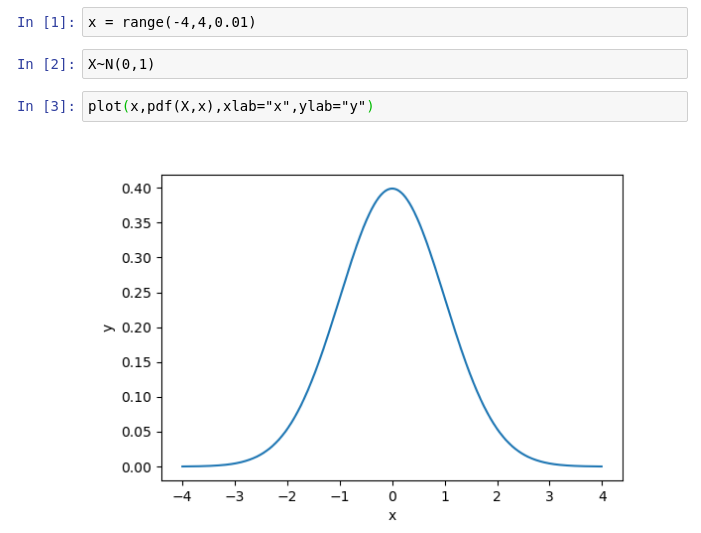 In [1]: x = range(-4,4,0.01)
In [2]: X~N(0,1)
In [3]: plot(x,pdf(X,x),xlab="x",ylab="y")
0.40
0.35
0.30
0.25
y
0.20
0.15
0.10
0.05
0.00
−4 −3 −2 −1 0 1 2 3 4
x